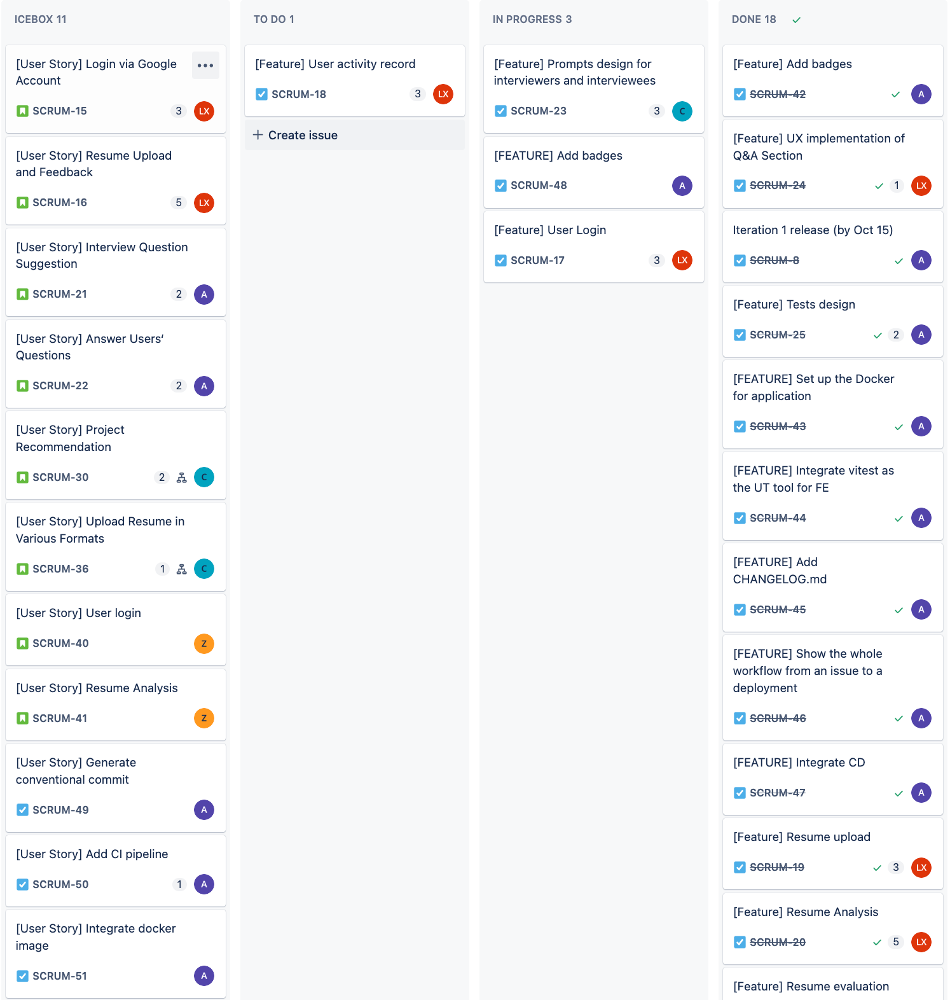 ICEBOX 11
[User Story] Login via Google
Account
SCRUM-15
3
LX
[User Story] Resume Upload
and Feedback
SCRUM-16
5
LX
[User Story] Interview Question
Suggestion
SCRUM-21
2
A
[User Story] Answer Users‘
Questions
SCRUM-22
2
A
[User Story] Project
Recommendation
SCRUM-30
2
C
[User Story] Upload Resume in
Various Formats
SCRUM-36
1
C
[User Story] User login
SCRUM-40
Z
[User Story] Resume Analysis
SCRUM-41
Z
[User Story] Generate
conventional commit
SCRUM-49
A
[User Story] Add CI pipeline
SCRUM-50
1
A
[User Story] Integrate docker
image
SCRUM-51
A
TO DO 1
[Feature] User activity record
SCRUM-18
3
LX
Create issue
IN PROGRESS 3
[Feature] Prompts design for
interviewers and interviewees
SCRUM-23
3
C
[FEATURE] Add badges
SCRUM-48
A
[Feature] User Login
SCRUM-17
3
LX
DONE 18
[Feature] Add badges
SCRUM-42
A
[Feature] UX implementation of
Q&A Section
SCRUM-24
1
LX
Iteration 1 release (by Oct 15)
SCRUM-8
A
[Feature] Tests design
SCRUM-25
2
A
[FEATURE] Set up the Docker
for application
SCRUM-43
A
[FEATURE] Integrate vitest as
the UT tool for FE
SCRUM-44
A
[FEATURE] Add
CHANGELOG.md
SCRUM-45
A
[FEATURE] Show the whole
workflow from an issue to a
deployment
SCRUM-46
A
[FEATURE] Integrate CD
SCRUM-47
A
[Feature] Resume upload
SCRUM-19
3
LX
[Feature] Resume Analysis
SCRUM-20
5
LX
[Feature] Resume evaluation